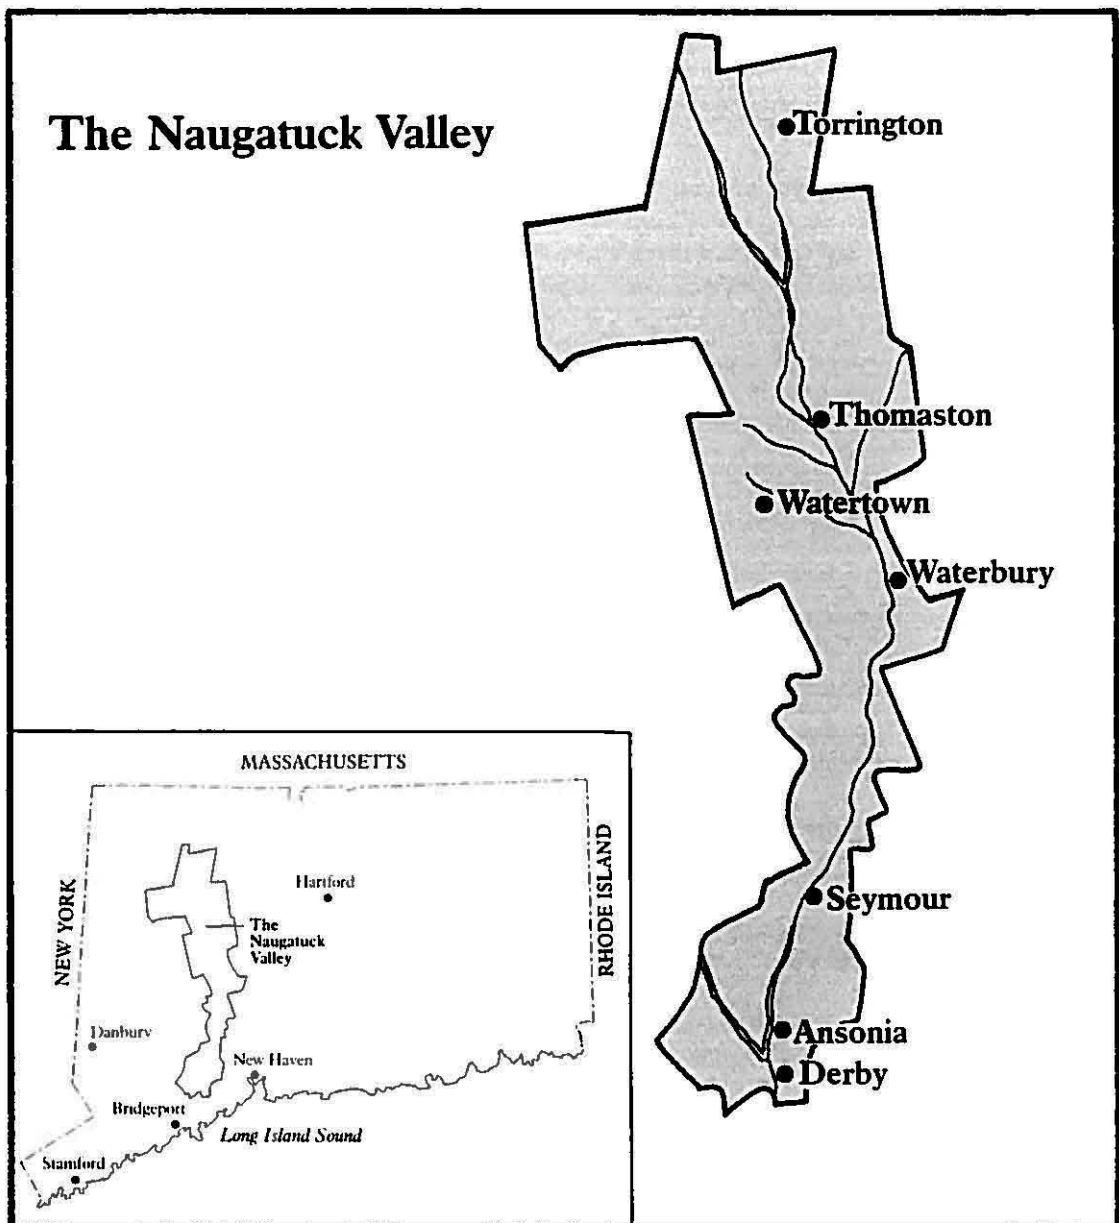 The Naugatuck Valley
Torrington
Thomaston
Watertown
Waterbury
Seymour
Ansonia
Derby
MASSACHUSETTS
NEW YORK
RHODE ISLAND
Hartford
The
Naugatuck
Valley
Danbury
New Haven
Bridgeport
Long Island Sound
Stamford